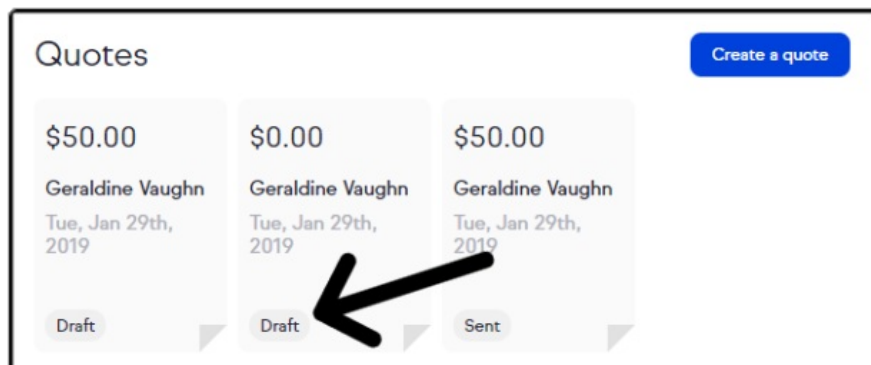 Quotes
Create a quote
$50.00
Geraldine Vaughn
Tue, Jan 29th,
2019
Draft
$0.00
Geraldine Vaughn
Tue, Jan 29th,
2019
Draft
$50.00
Geraldine Vaughn
Tue, Jan 29th,
2019
Sent